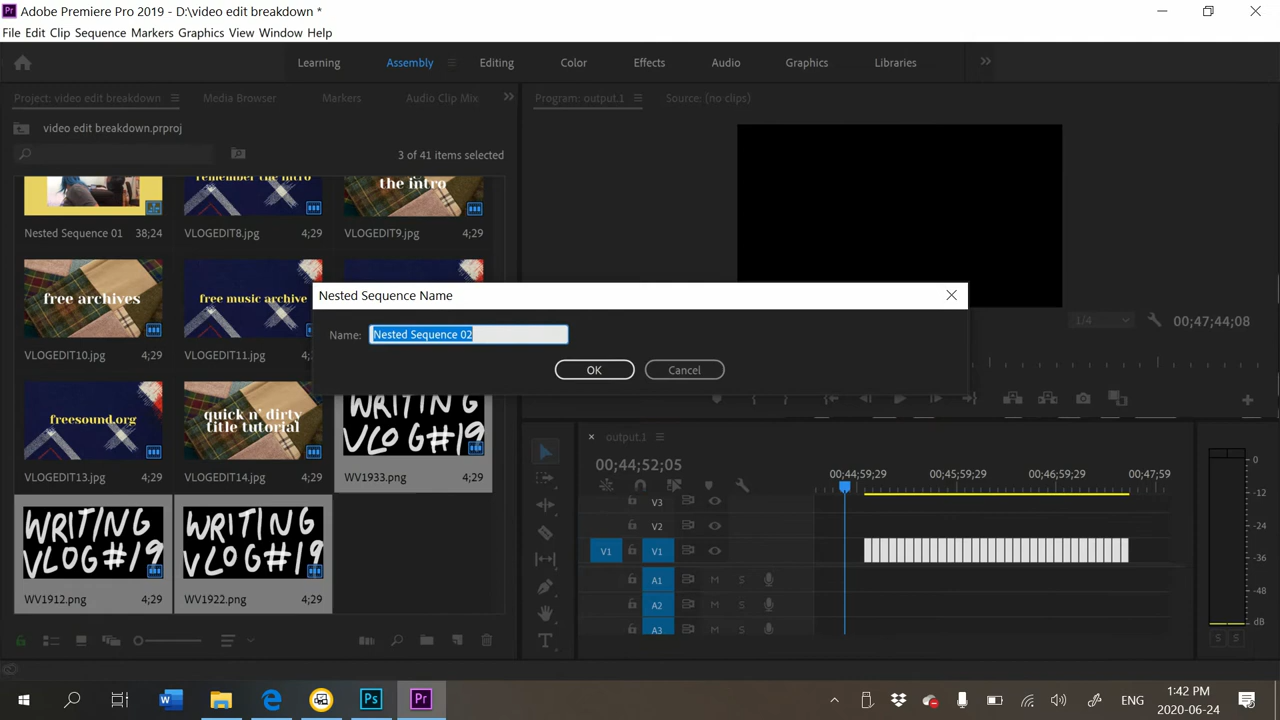 Adobe Premiere Pro 2019 - D:\video edit breakdown *
File Edit Clip Sequence Markers Graphics View Window Help
Learning Assembly Editing Color Effects Audio Graphics Libraries
Project: video edit breakdown Media Browser Markers Audio Clip Mix
Program: output.1 Source: (no clips)
video edit breakdown.prproj
3 of 41 items selected
remember the intro
the intro
Nested Sequence 01 38;24 VLOGEDIT8.jpg 4;29 VLOGEDIT9.jpg 4;29
free archives
free music archive
VLOGEDIT10.jpg 4;29 VLOGEDIT11.jpg 4;29
Nested Sequence Name
Name: Nested Sequence 02
OK Cancel
1/4 00;47;44;08
freesound.org
quick n' dirty
title tutorial
WRITING
VLOG#19
VLOGEDIT13.jpg 4;29 VLOGEDIT14.jpg 4;29 WV1933.png 4;29
WRITING
VLOG#19
WRITING
VLOG#19
WV1912.png 4;29 WV1922.png 4;29
output.1
00;44;52;05
00;44;59;29 00;45;59;29 00;46;59;29 00;47;59
V3
V2
V1 V1
A1 M S
A2 M S
A3 M S
0
-6
-12
-18
-24
-30
-36
-42
-48
-54
dB
S S
W Ps Pr
ENG
1:42 PM
2020-06-24